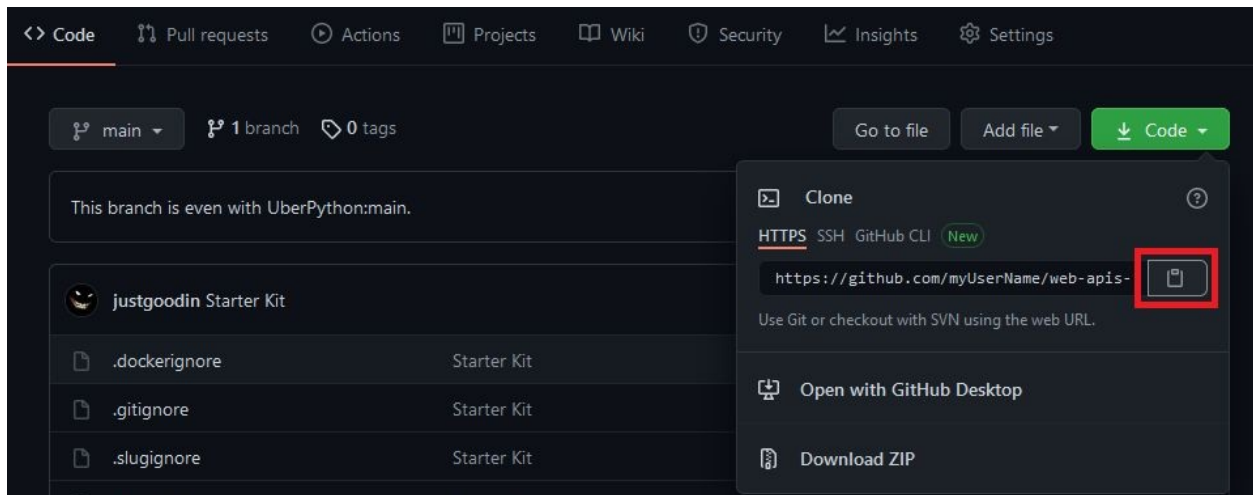 <> Code Pull requests Actions Projects Wiki Security Insights Settings
main 1 branch 0 tags Go to file Add file Code
This branch is even with UberPython:main.
Clone
HTTPS SSH GitHub CLI New
https://github.com/myUserName/web-apis-
Use Git or checkout with SVN using the web URL.
justgoodin Starter Kit
.dockerignore Starter Kit
.gitignore Starter Kit
.slugignore Starter Kit
Open with GitHub Desktop
Download ZIP